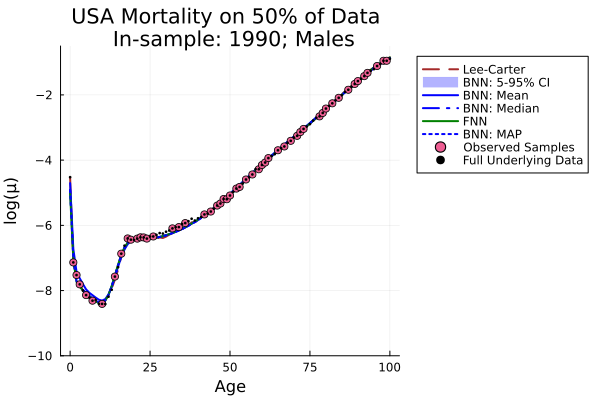 USA Mortality on 50% of Data
In-sample: 1990; Males
log(μ)
−2
−4
−6
−8
−10
0
25
50
75
100
Age
Lee-Carter
BNN: 5-95% CI
BNN: Mean
BNN: Median
FNN
BNN: MAP
Observed Samples
Full Underlying Data